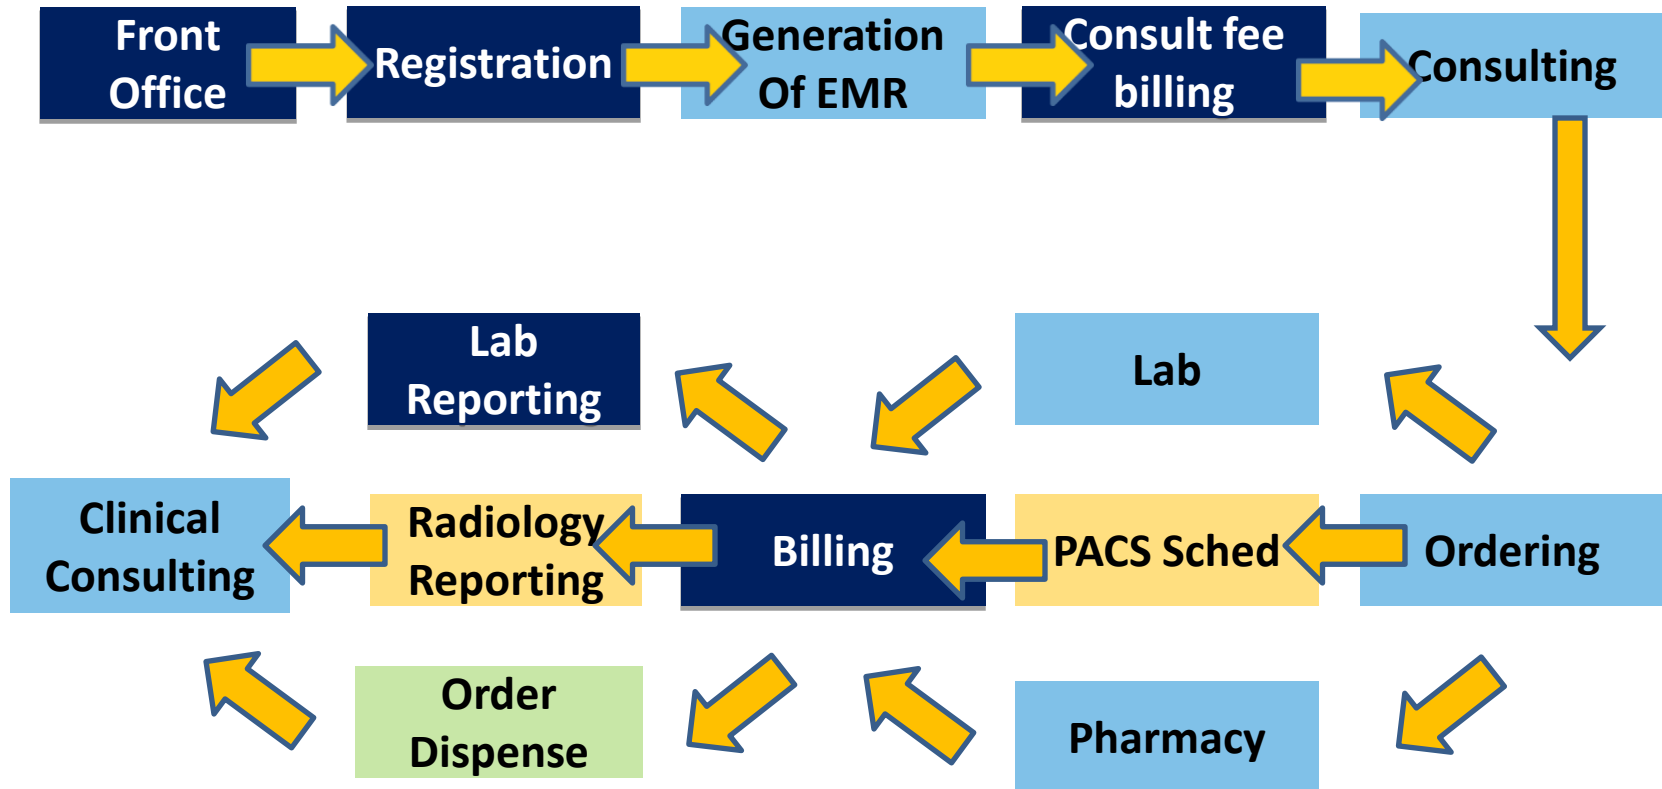 Front
Office
Registration
Generation
Of EMR
Consult fee
billing
Consulting
Lab
Reporting
Lab
Clinical
Consulting
Radiology
Reporting
Billing
PACS Sched
Ordering
Order
Dispense
Pharmacy